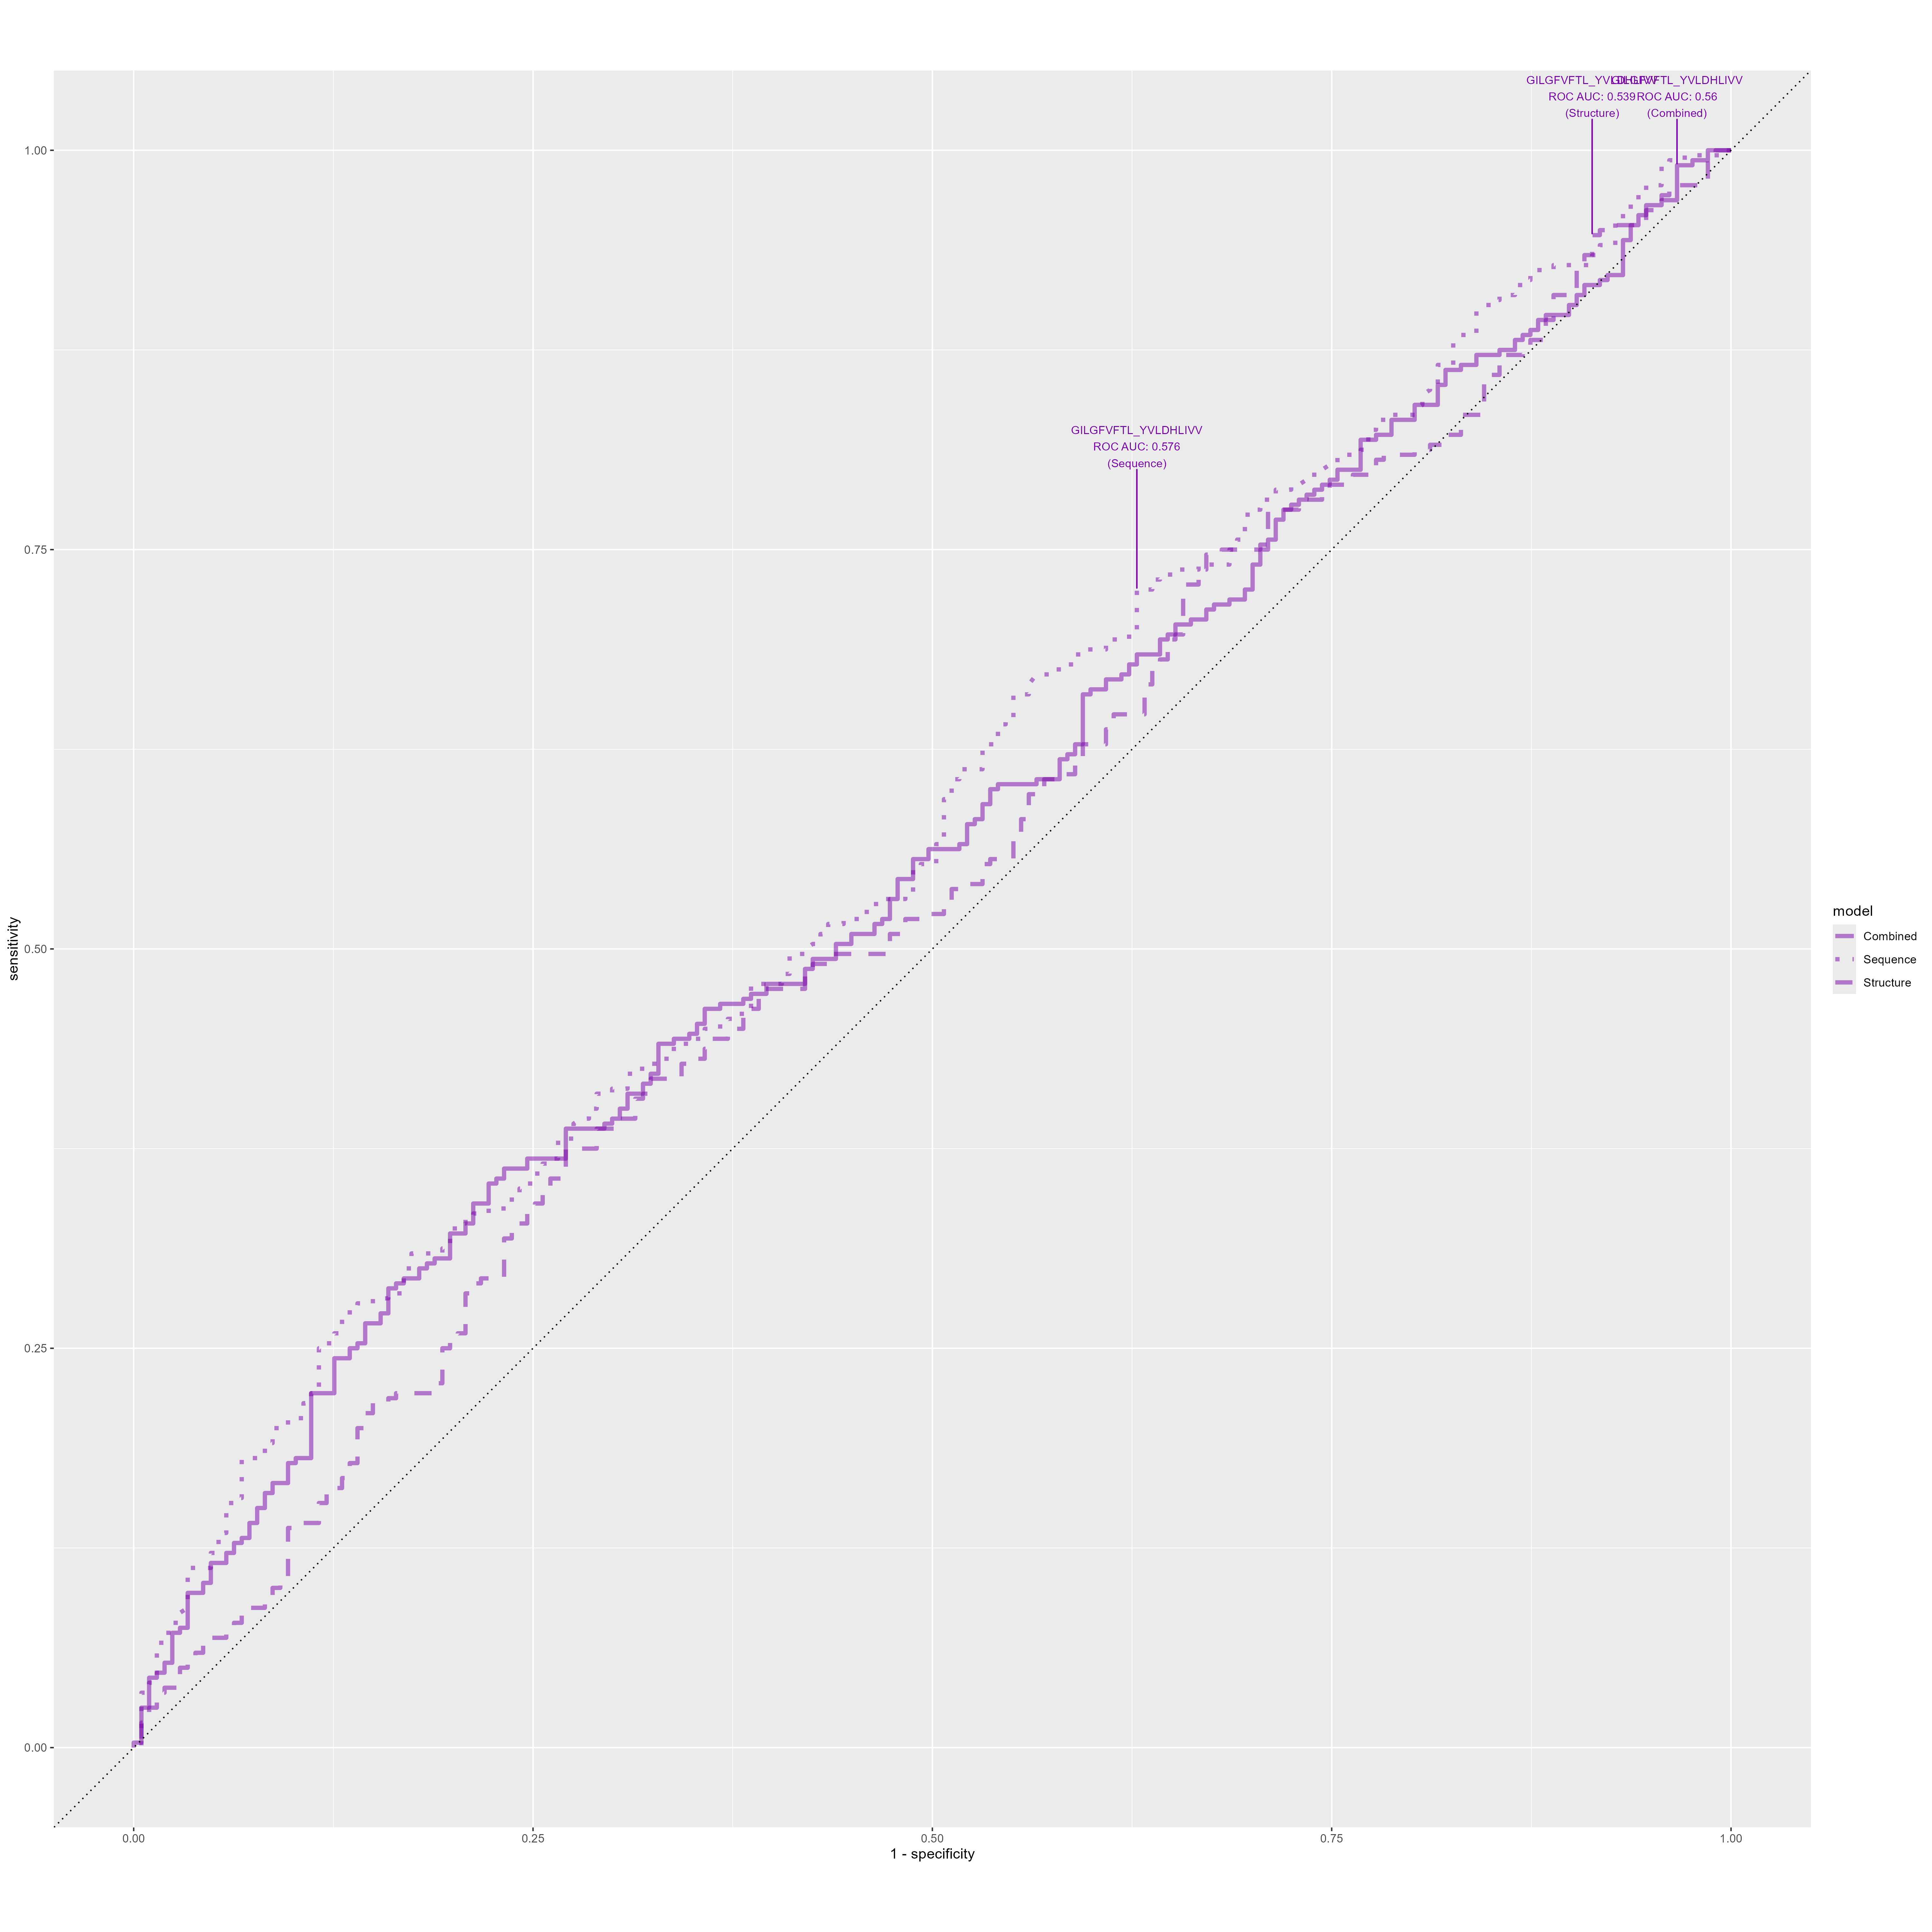 GILGFVFTL_YVLDHLIVV
ROC AUC: 0.539
(Structure)
GILGFVFTL_YVLDHLIVV
ROC AUC: 0.56
(Combined)
GILGFVFTL_YVLDHLIVV
ROC AUC: 0.576
(Sequence)
1.00
0.75
0.50
0.25
0.00
sensitivity
0.00
0.25
0.50
0.75
1.00
1 - specificity
model
Combined
Sequence
Structure